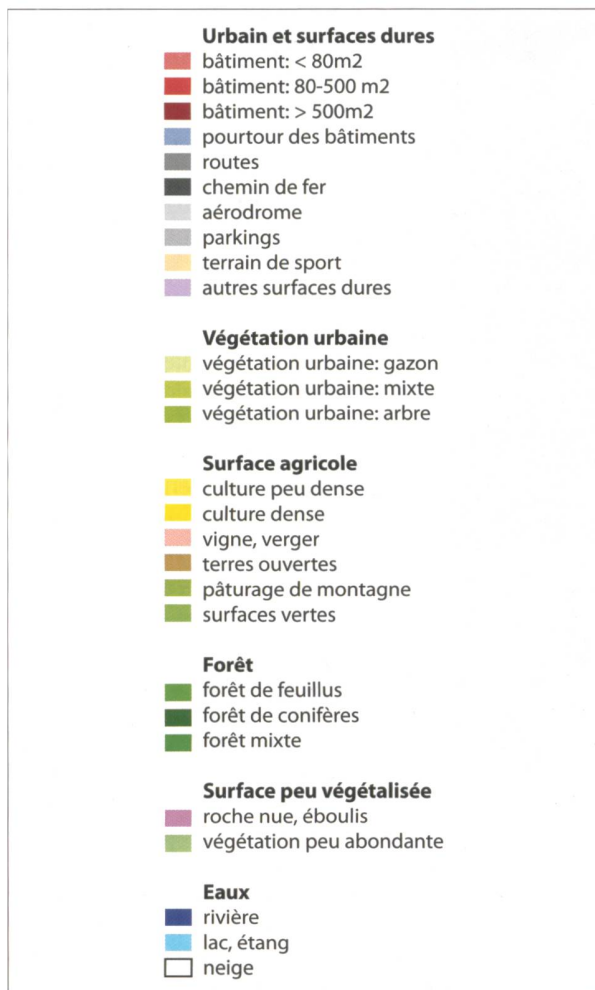 Urbain et surfaces dures
bâtiment: < 80m2
bâtiment: 80-500 m2
bâtiment: > 500m2
pourtour des bâtiments
routes
chemin de fer
aérodrome
parkings
terrain de sport
autres surfaces dures
Végétation urbaine
végétation urbaine: gazon
végétation urbaine: mixte
végétation urbaine: arbre
Surface agricole
culture peu dense
culture dense
vigne, verger
terres ouvertes
pâturage de montagne
surfaces vertes
Forêt
forêt de feuillus
forêt de conifères
forêt mixte
Surface peu végétalisée
roche nue, éboulis
végétation peu abondante
Eaux
rivière
lac, étang
neige